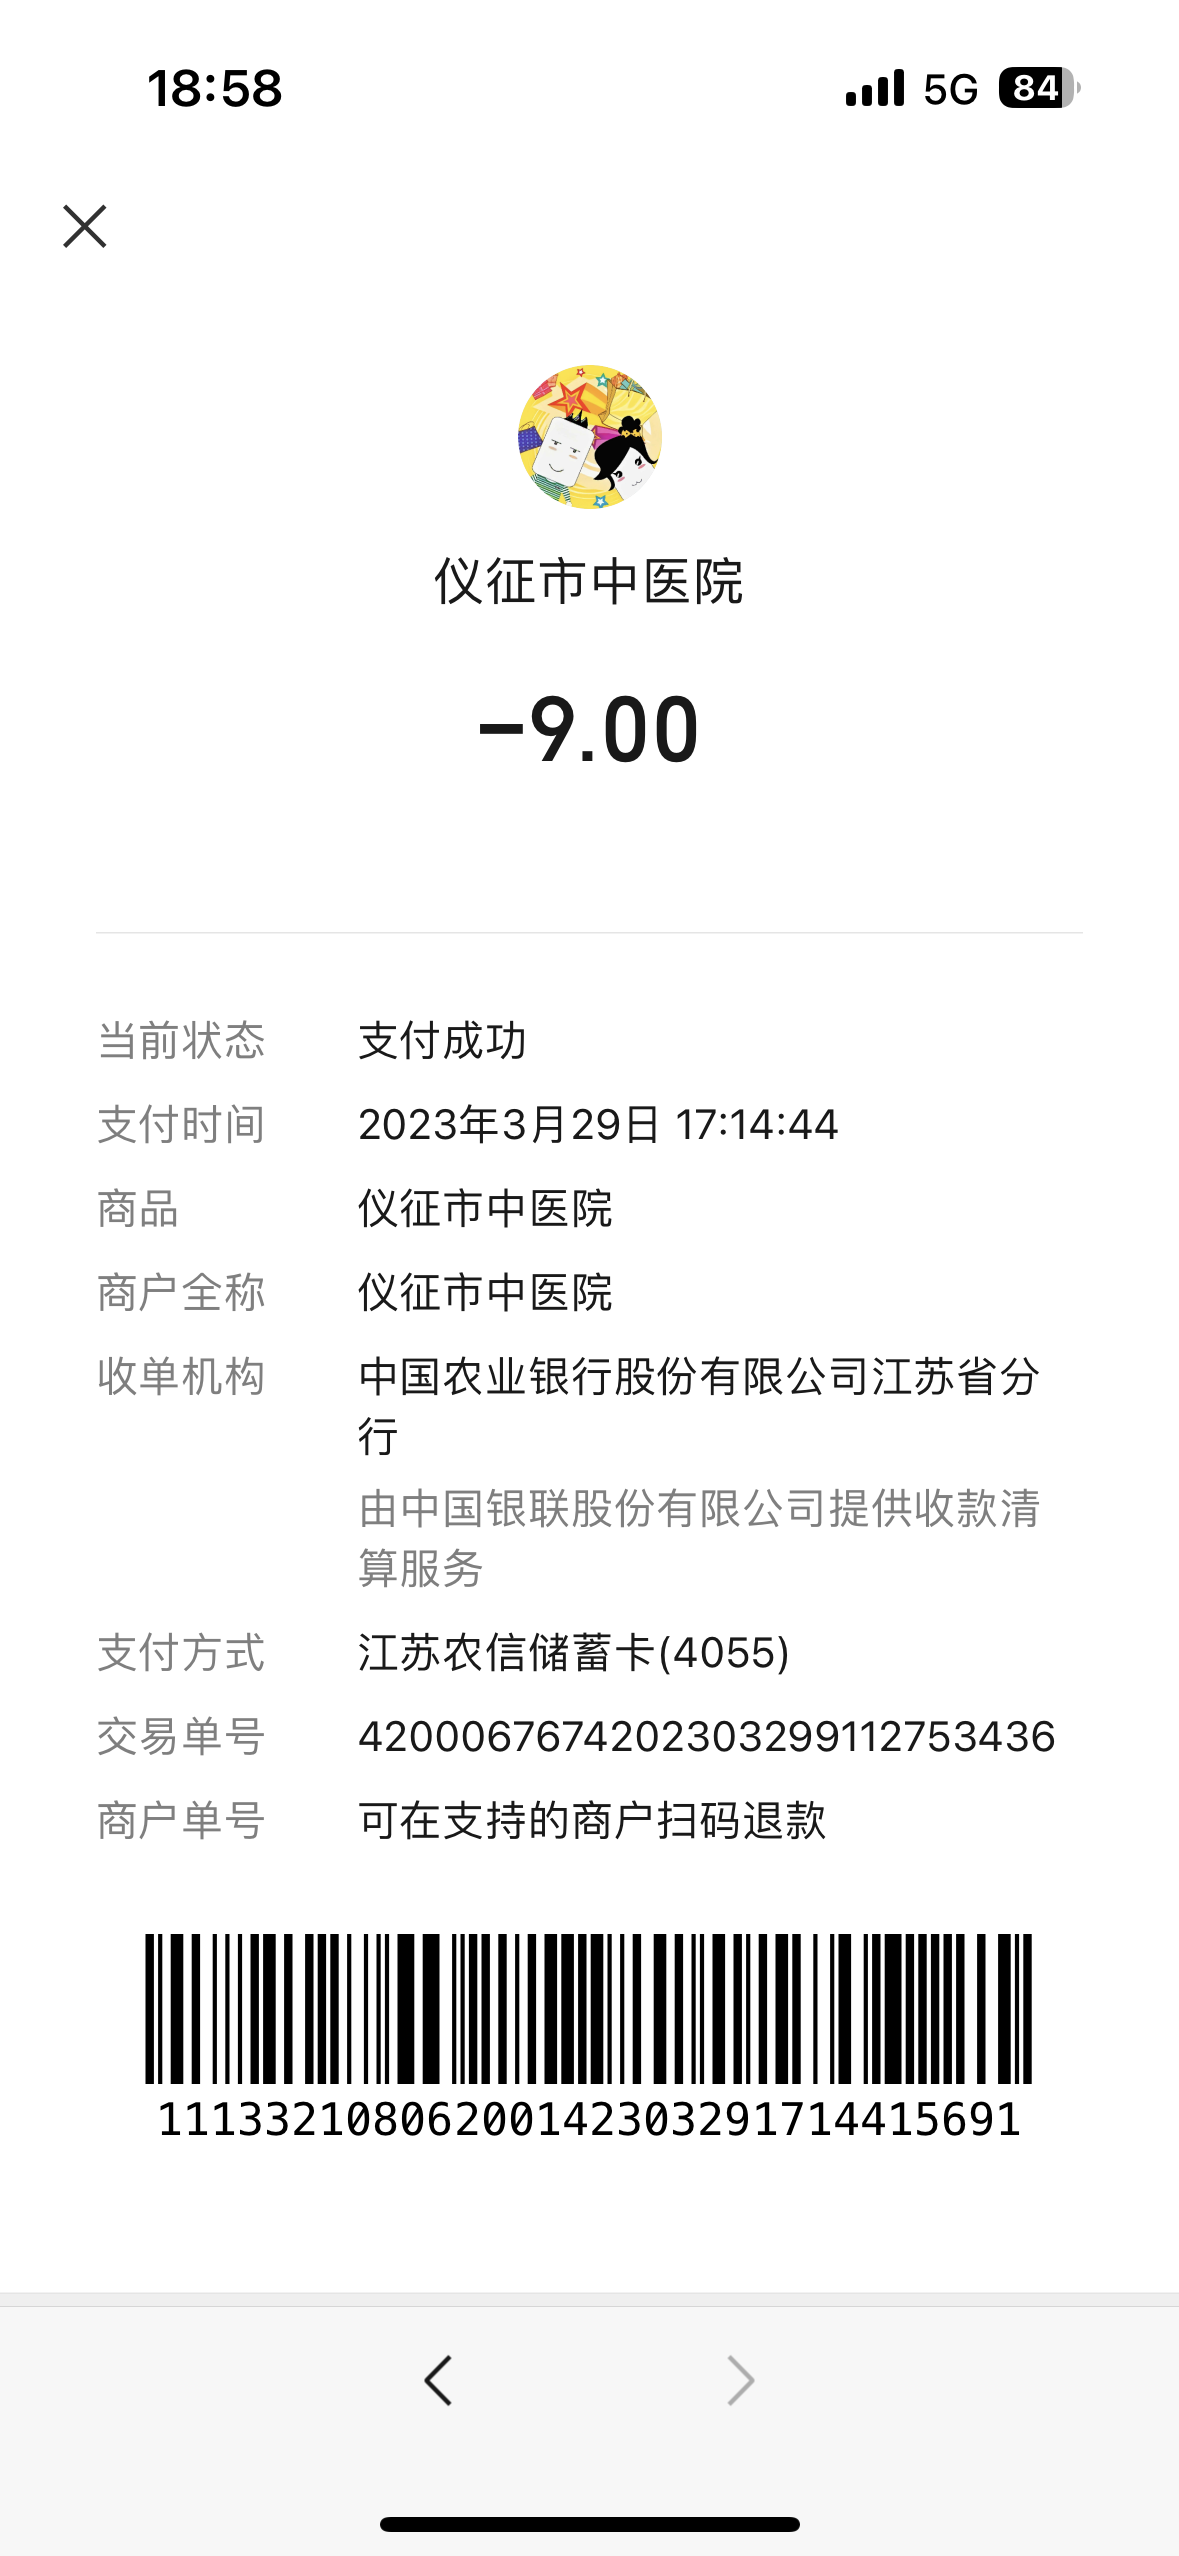 18:58 5G 84
仪征市中医院
-9.00
当前状态 支付成功
支付时间 2023年3月29日 17:14:44
商品 仪征市中医院
商户全称 仪征市中医院
收单机构 中国农业银行股份有限公司江苏省分
行
由中国银联股份有限公司提供收款清
算服务
支付方式 江苏农信储蓄卡(4055)
交易单号 4200067674202303299112753436
商户单号 可在支持的商户扫码退款
11133210806200142303291714415691